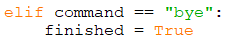 elif command == "bye":
    finished = True